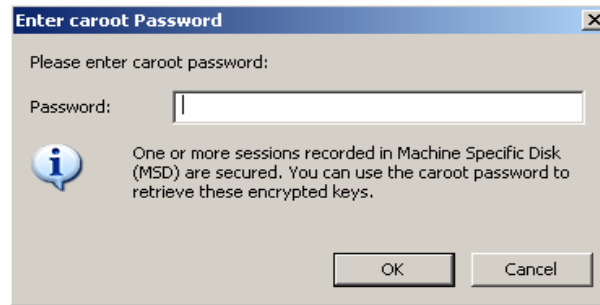 Enter caroot Password
Please enter caroot password:
Password:
One or more sessions recorded in Machine Specific Disk
(MSD) are secured. You can use the caroot password to
retrieve these encrypted keys.
OK
Cancel